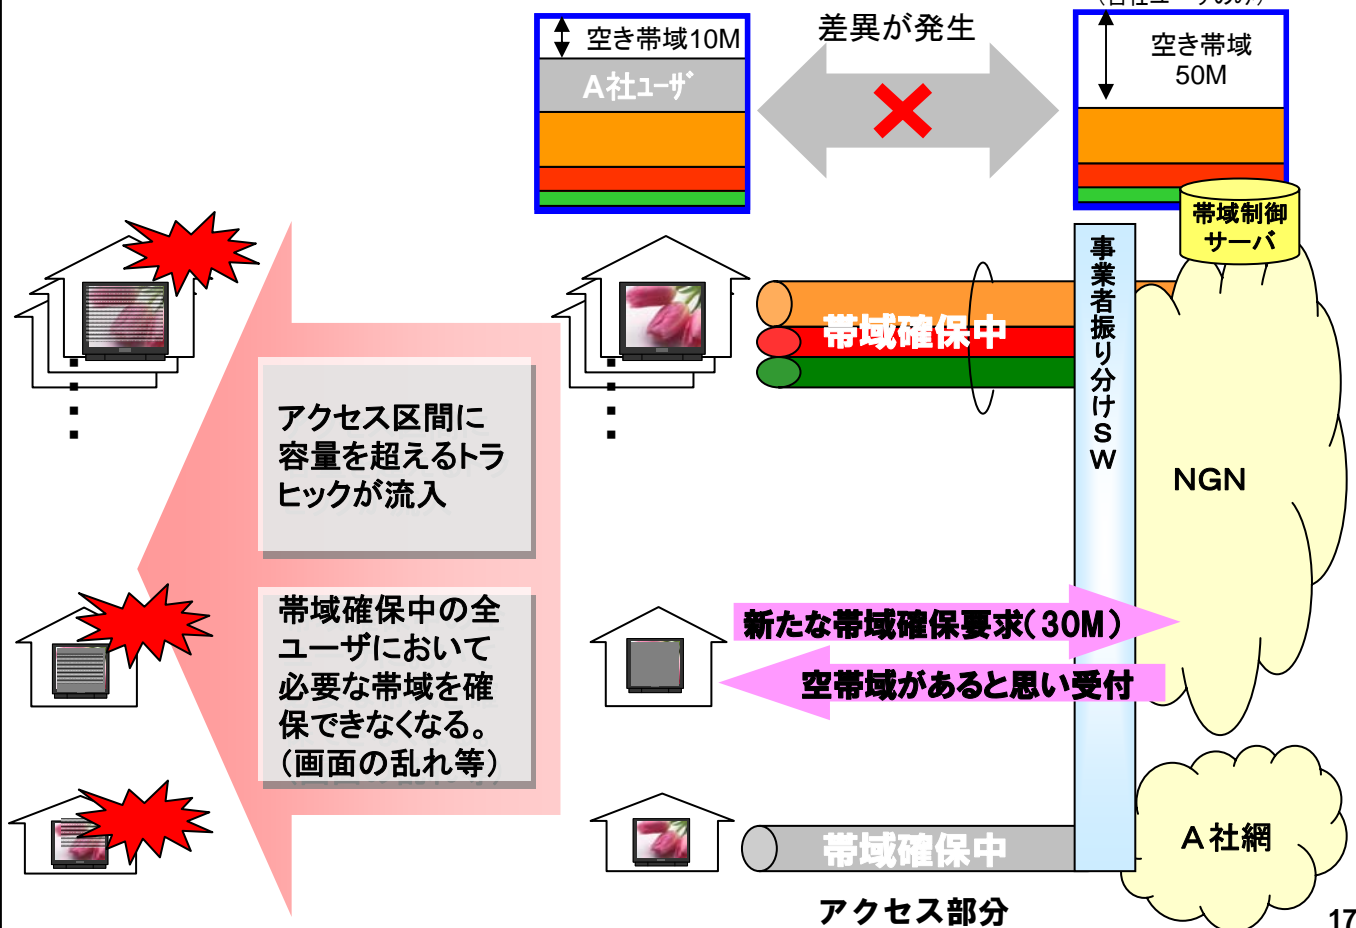 空き帯域10M
A社ﾕｰｻﾞ
差異が発生
空き帯域
50M
帯域制御
サーバ
事業者振り分けSW
帯域確保中
NGN
アクセス区間に
容量を超えるトラ
ヒックが流入
帯域確保中の全
ユーザにおいて
必要な帯域を確
保できなくなる。
(画面の乱れ等)
新たな帯域確保要求(30M)
空帯域があると思い受付
帯域確保中
A社網
アクセス部分
17